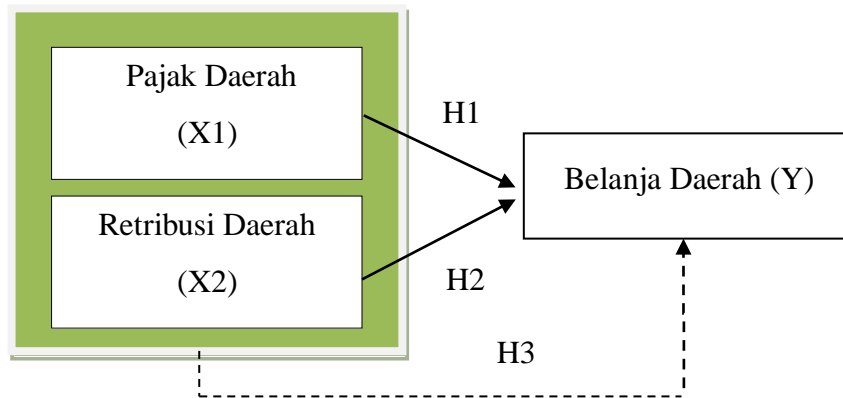 Pajak Daerah
(X1)
H1
Belanja Daerah (Y)
Retribusi Daerah
(X2)
H2
H3